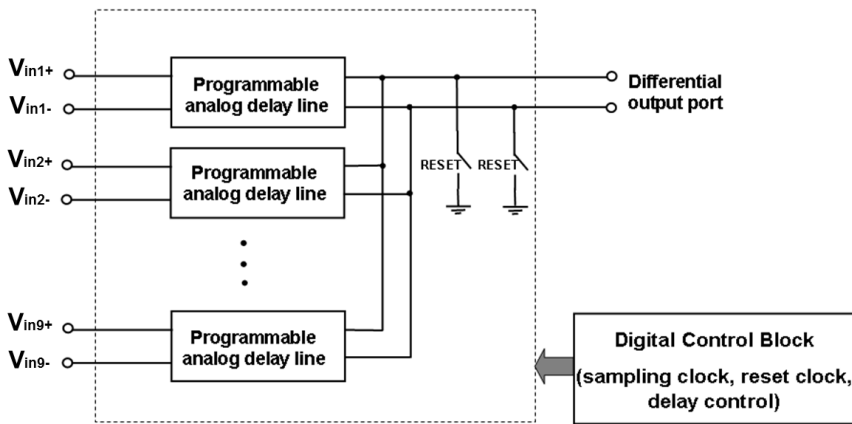 Vin1+
Vin1-
Programmable
analog delay line
Differential
output port
Vin2+
Vin2-
Programmable
analog delay line
RESET
RESET
Vin9+
Vin9-
Programmable
analog delay line
Digital Control Block
(sampling clock, reset clock,
delay control)